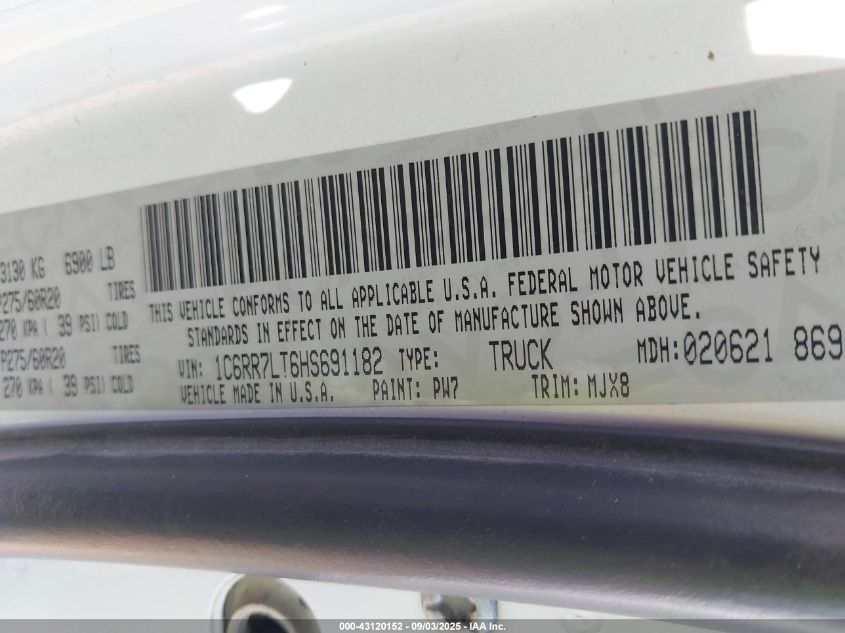 3130 KG 6900 LB
P275/60R20 TIRES
270 KPA ( 39 PSI) COLD
P275/60R20 TIRES
270 KPA ( 39 PSI) COLD
THIS VEHICLE CONFORMS TO ALL APPLICABLE U.S.A. FEDERAL MOTOR VEHICLE SAFETY
STANDARDS IN EFFECT ON THE DATE OF MANUFACTURE SHOWN ABOVE.
VIN: 1C6RR7LT6HS691182 TYPE: TRUCK MDH:020621 869
VEHICLE MADE IN U.S.A. PAINT: PW7 TRIM: MJX8
000-43120152 - 09/03/2025 - IAA Inc.